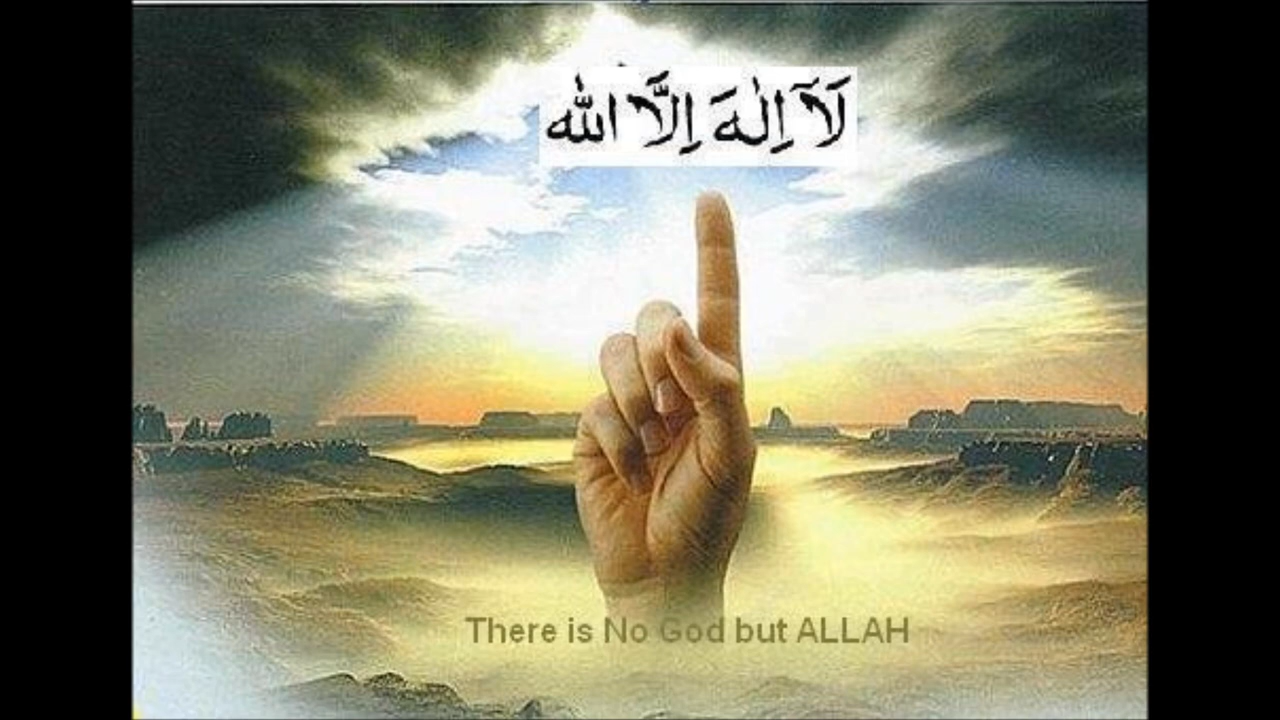 لَآ اِلٰهَ اِلَّا اللّٰه
There is No God but ALLAH